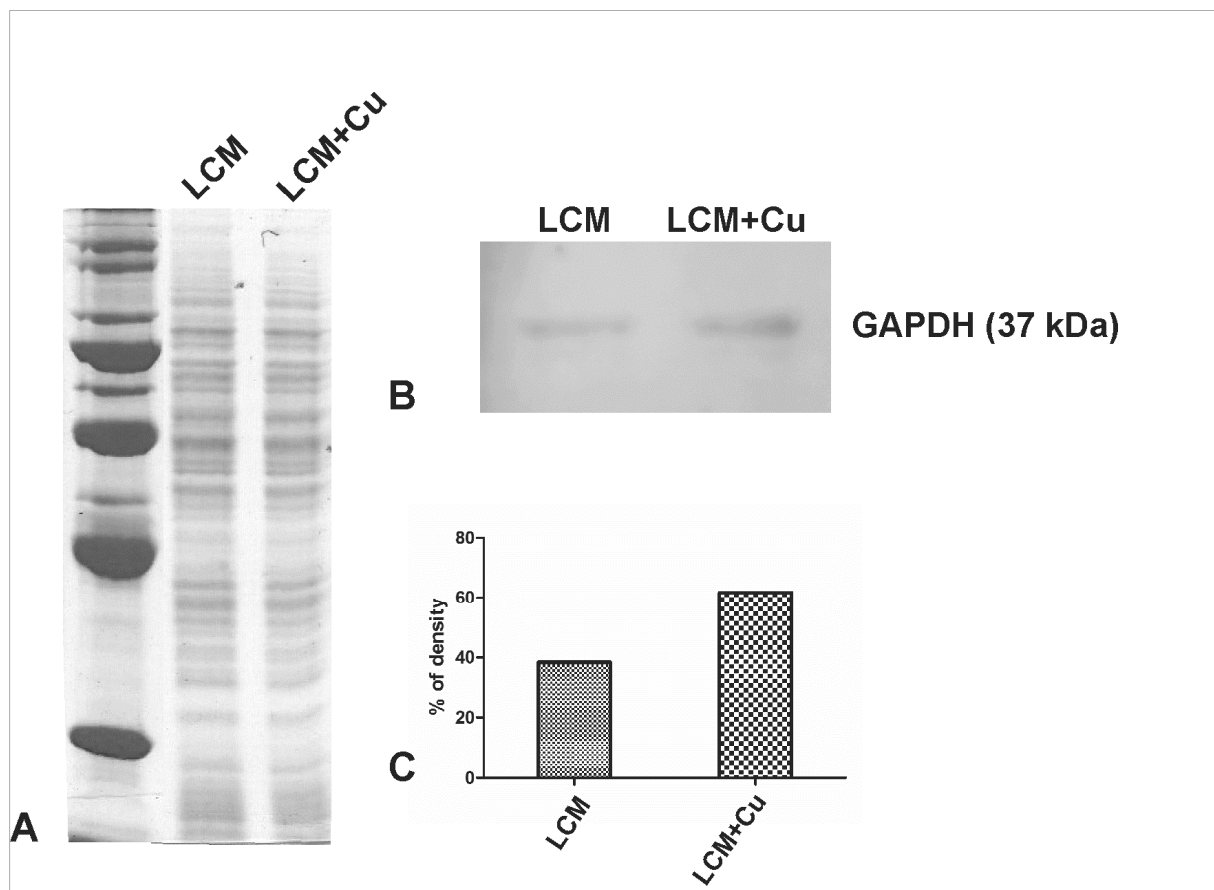 LCM
LCM+Cu
A
LCM LCM+Cu
GAPDH (37 kDa)
B
80
60
40
20
0
% of density
LCM
LCM+Cu
C